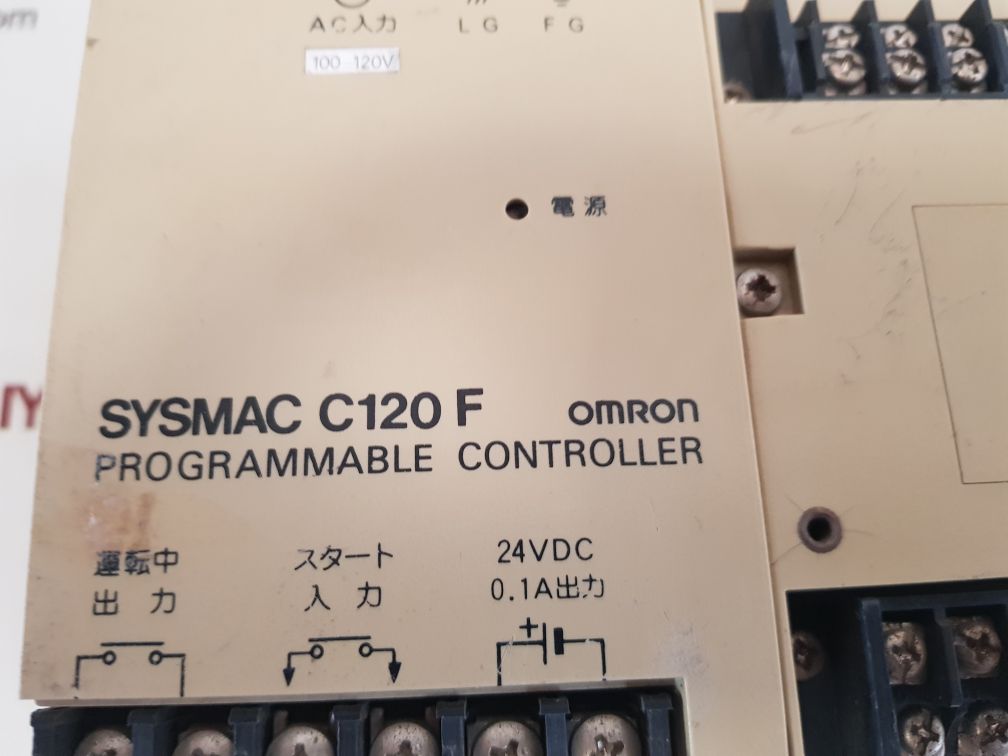 AC入力 LG FG
100-120V
電源
SYSMAC C120 F omron
PROGRAMMABLE CONTROLLER
運転中 スタート 24VDC
出力 入力 0.1A出力
+